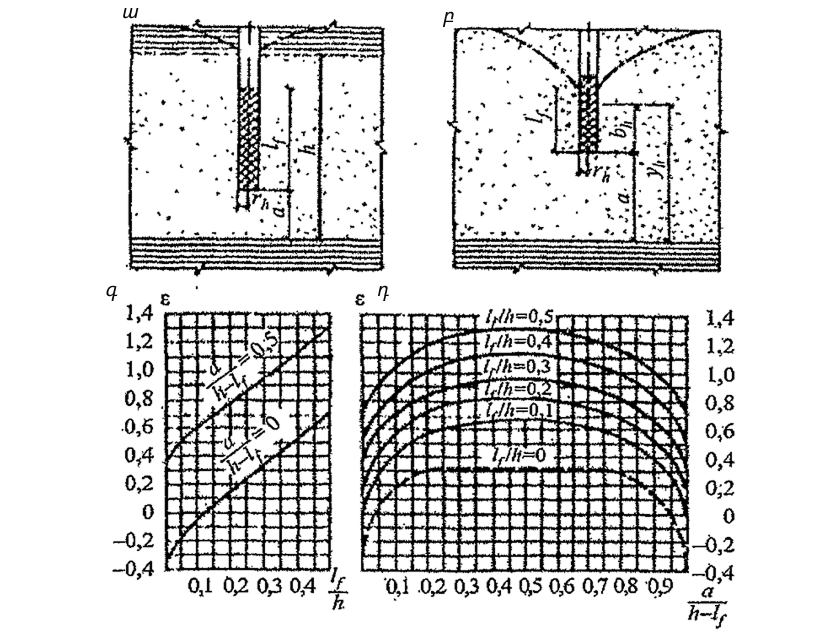 ա
l_f
h
a
r_h
բ
l_f
b_h
y_h
a
r_h
գ
ε
1,4
1,2
1,0
0,8
0,6
0,4
0,2
0
–0,2
–0,4
a/h–l_f = 0,5
a/h–l_f = 0
0,1 0,2 0,3 0,4 l_f/h
ε
դ
l_f/h=0,5
l_f/h=0,4
l_f/h=0,3
l_f/h=0,2
l_f/h=0,1
l_f/h=0
1,4
1,2
1,0
0,8
0,6
0,4
0,2
0
–0,2
–0,4
0,1 0,2 0,3 0,4 0,5 0,6 0,7 0,8 0,9 a/h–l_f